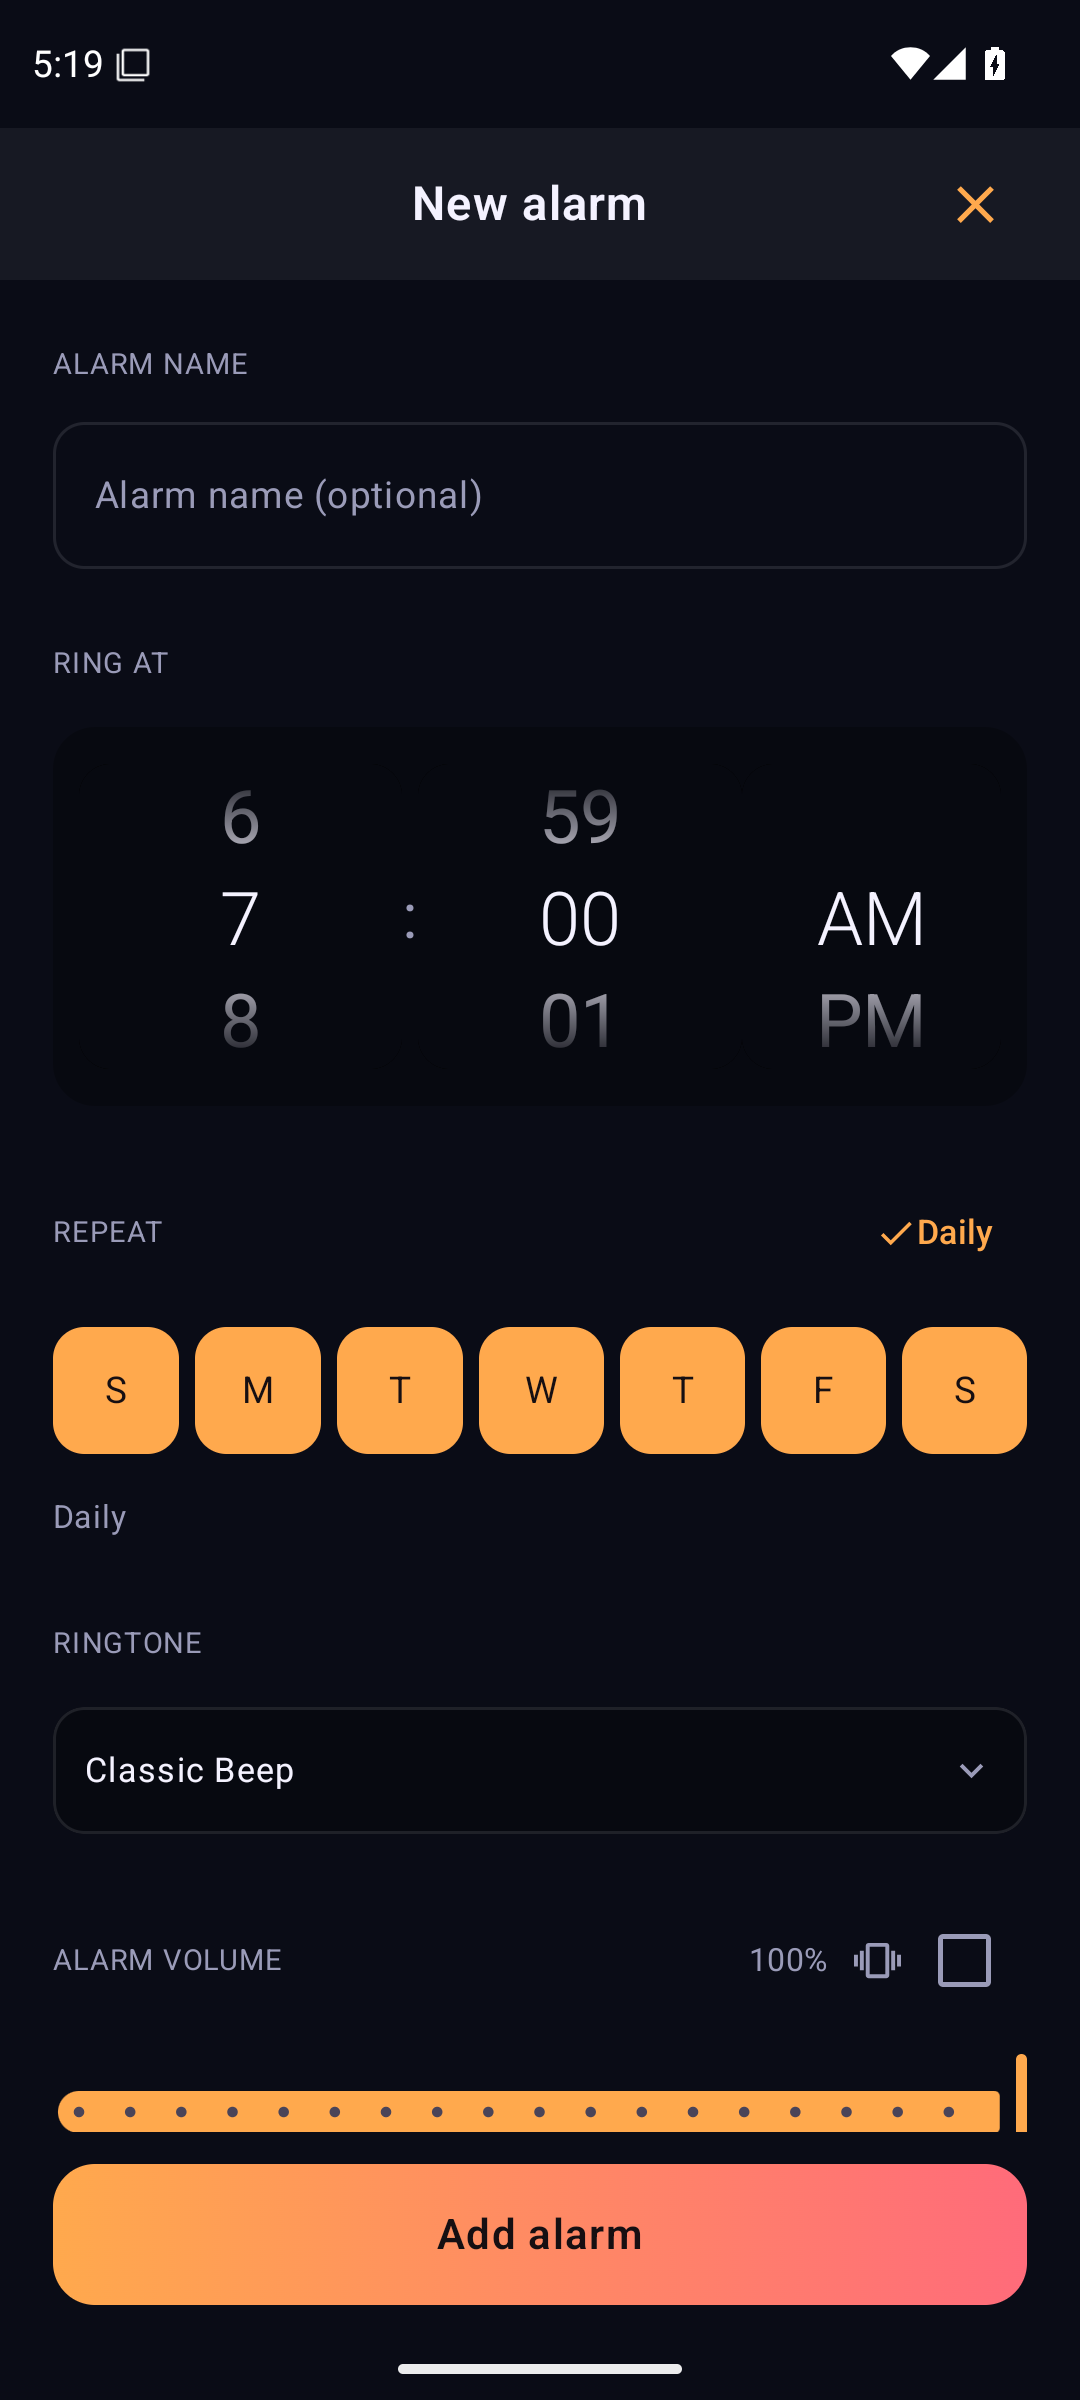 5:19
New alarm
ALARM NAME
Alarm name (optional)
RING AT
6 59
7 : 00 AM
8 01 PM
REPEAT Daily
S M T W T F S
Daily
RINGTONE
Classic Beep
ALARM VOLUME 100%
Add alarm